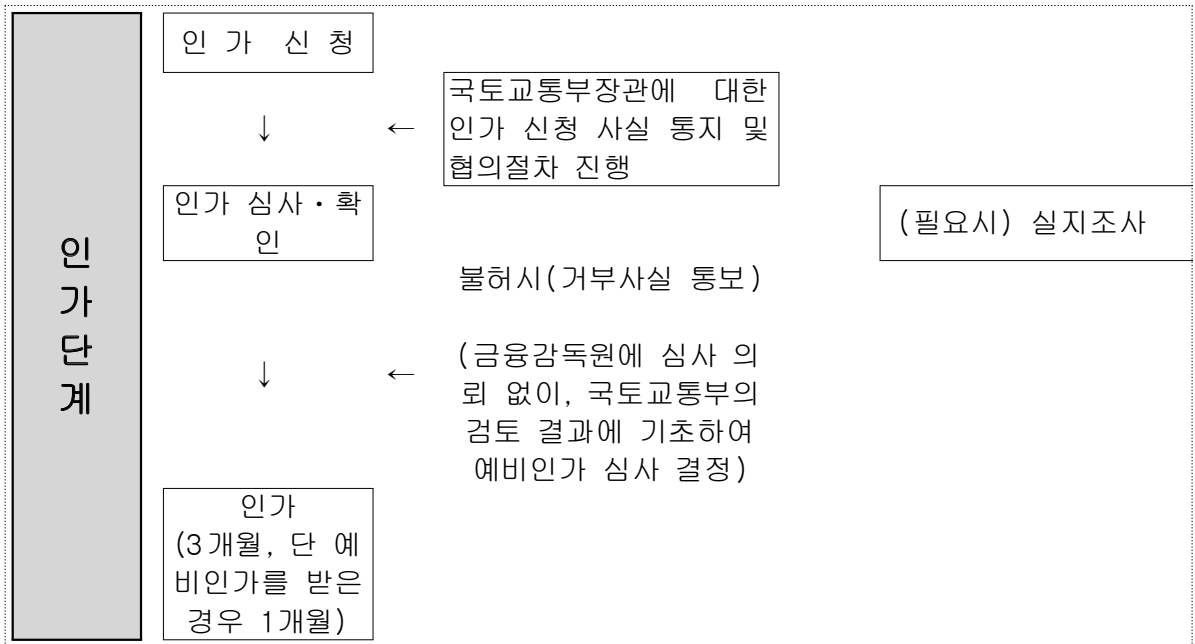 인가단계
인 가 신 청
↓ ←
국토교통부장관에 대한
인가 신청 사실 통지 및
협의절차 진행
인가 심사・확
인
(필요시) 실지조사
불허시(거부사실 통보)
↓ ←
(금융감독원에 심사 의
뢰 없이, 국토교통부의
검토 결과에 기초하여
예비인가 심사 결정)
인가
(3개월, 단 예
비인가를 받은
경우 1개월)